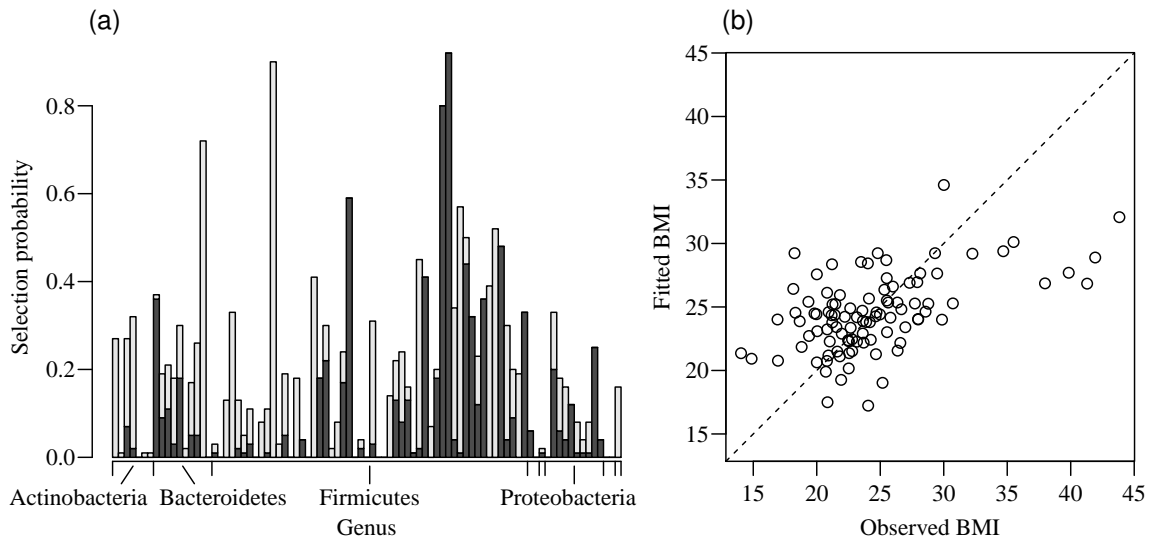 (a)
Selection probability
0.8
0.6
0.4
0.2
0.0
Actinobacteria Bacteroidetes Firmicutes Proteobacteria
Genus
(b)
Fitted BMI
45
40
35
30
25
20
15
15 20 25 30 35 40 45
Observed BMI